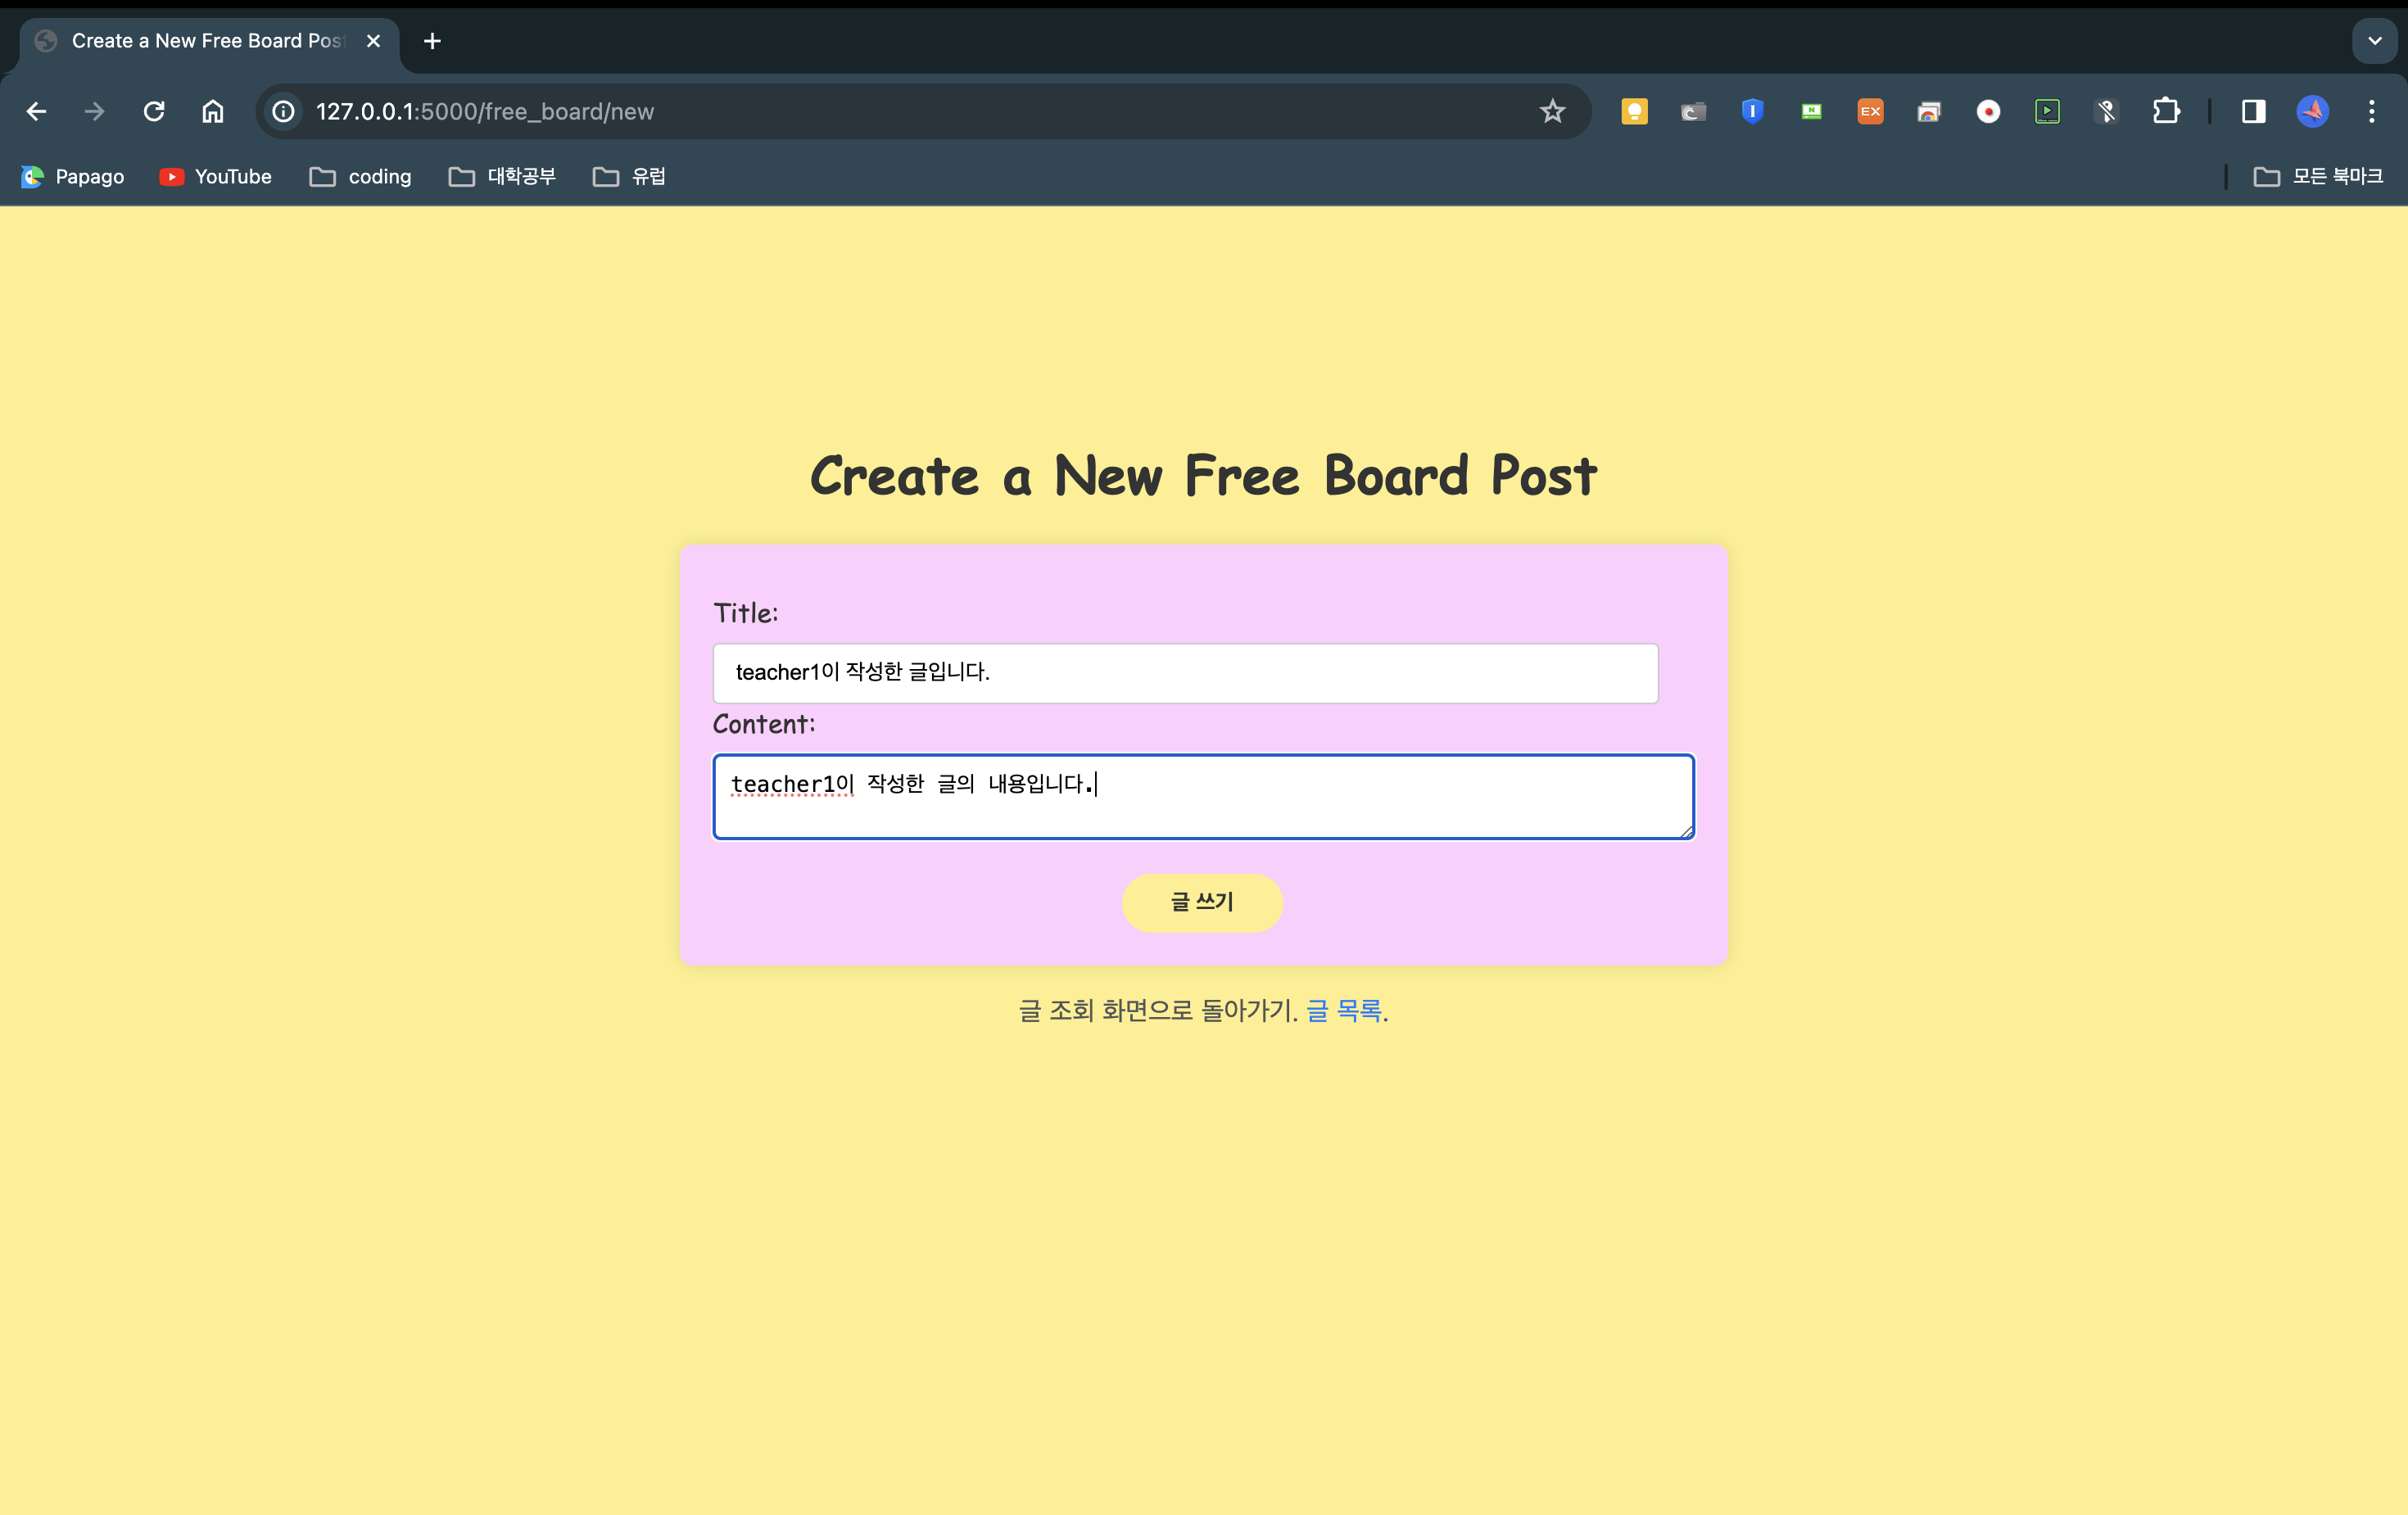 Create a New Free Board Pos
127.0.0.1:5000/free_board/new
EX
Papago
YouTube
coding
대학공부
유럽
모든 북마크
Create a New Free Board Post
Title:
teacher1이 작성한 글입니다.
Content:
teacher1이 작성한 글의 내용입니다.
글 쓰기
글 조회 화면으로 돌아가기. 글 목록.